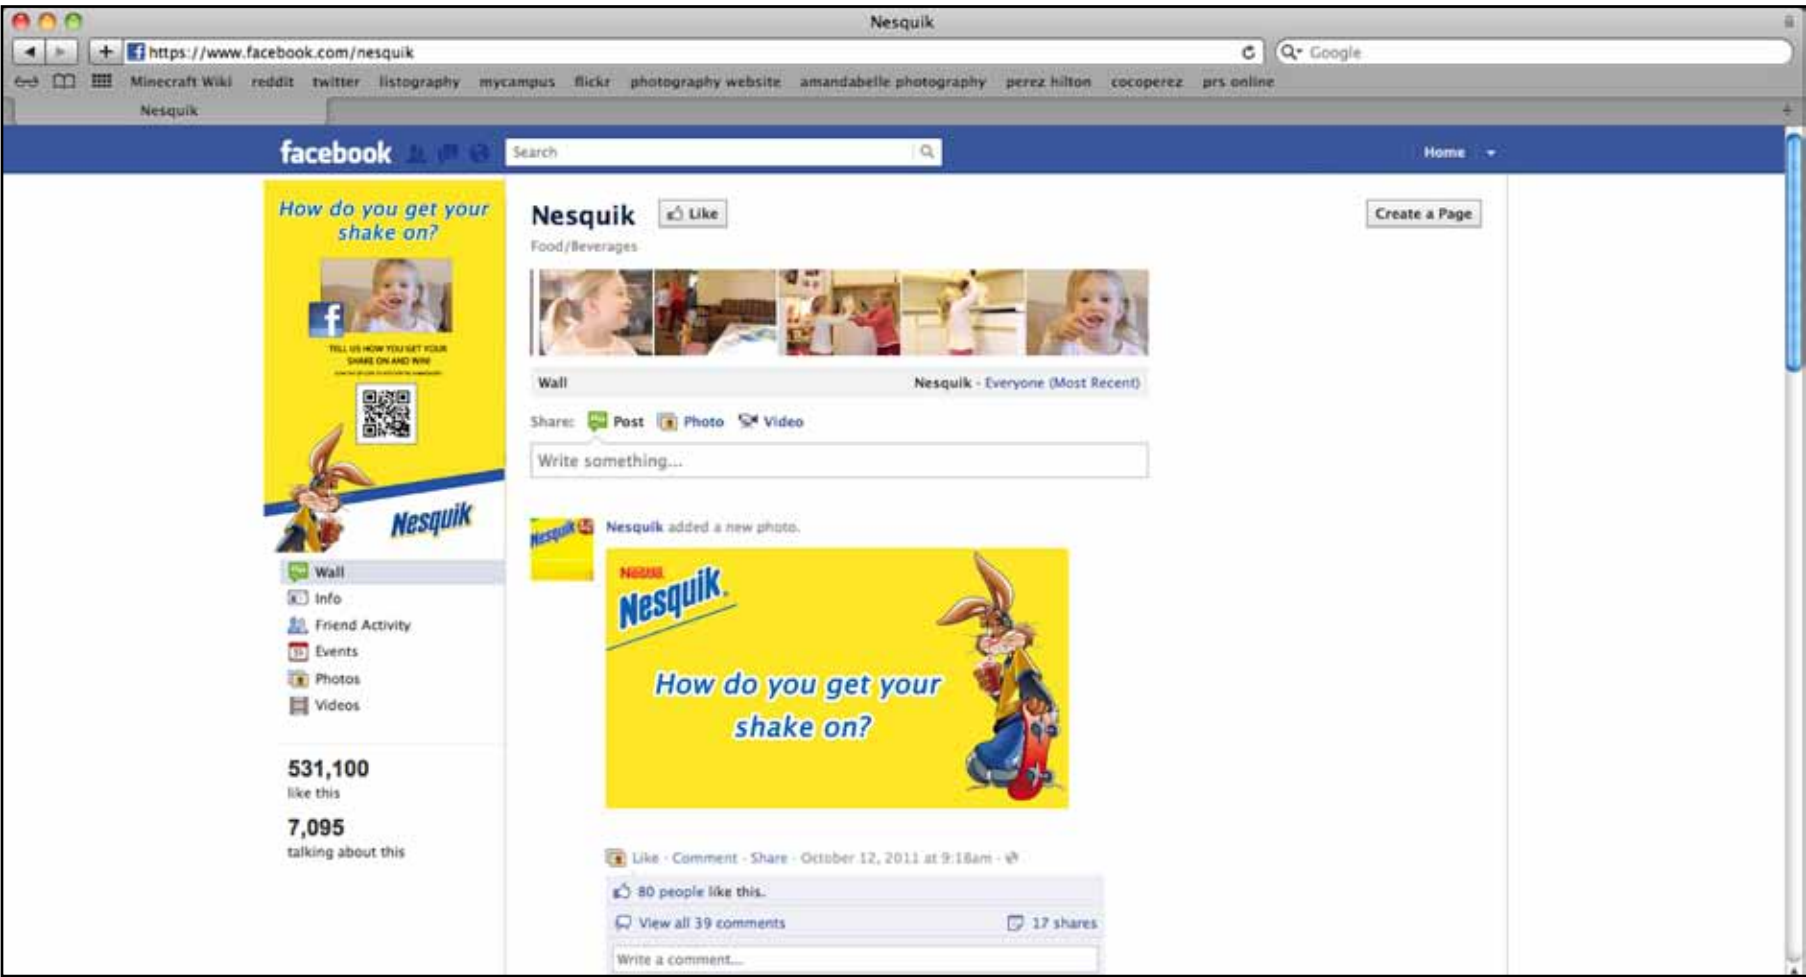 Nesquik
https://www.facebook.com/nesquik
Google
Minecraft Wiki reddit twitter listography mycampus flickr photography website amandabelle photography perez hilton cocoperez prs online
Nesquik
facebook
Search
Home
How do you get your
shake on?
TELL US HOW YOU GET YOUR
SHAKE ON AND WIN!
Nesquik
Nesquik
Like
Create a Page
Food/Beverages
Wall
Nesquik - Everyone (Most Recent)
Share: Post Photo Video
Write something...
Nesquik added a new photo.
Nesquik
Nestlé
Nesquik
How do you get your
shake on?
Wall
Info
Friend Activity
Events
Photos
Videos
531,100
like this
7,095
talking about this
Like · Comment · Share · October 12, 2011 at 9:18am ·
80 people like this.
View all 39 comments
17 shares
Write a comment...